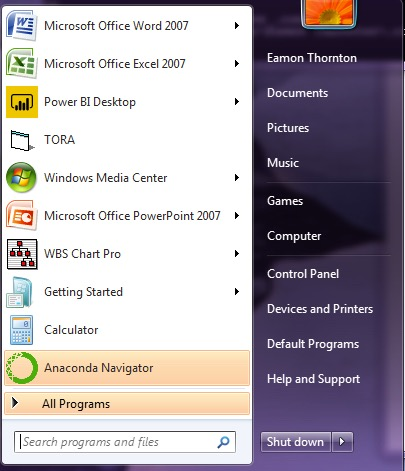 Microsoft Office Word 2007
Microsoft Office Excel 2007
Power BI Desktop
TORA
Windows Media Center
Microsoft Office PowerPoint 2007
WBS Chart Pro
Getting Started
Calculator
Anaconda Navigator
All Programs
Search programs and files
Eamon Thornton
Documents
Pictures
Music
Games
Computer
Control Panel
Devices and Printers
Default Programs
Help and Support
Shut down